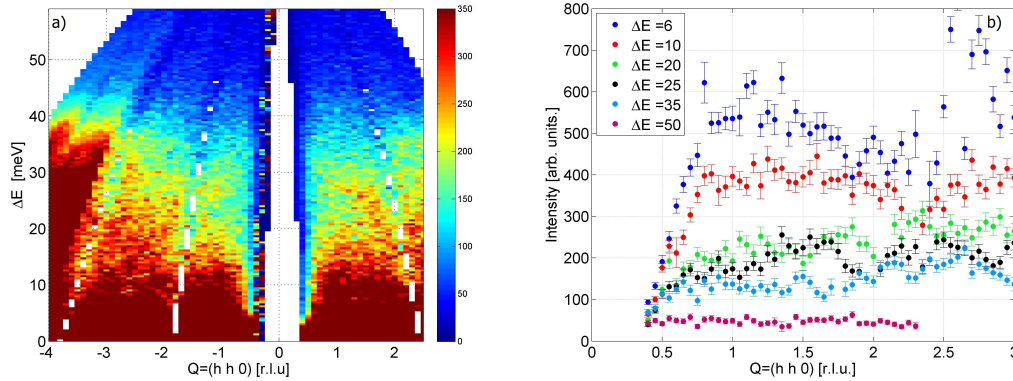 a)
50
40
30
20
10
0
ΔE [meV]
-4 -3 -2 -1 0 1 2
Q=(h h 0) [r.l.u]
350
300
250
200
150
100
50
0
b)
ΔE =6
ΔE =10
ΔE =20
ΔE =25
ΔE =35
ΔE =50
800
700
600
500
400
300
200
100
0
Intensity [arb. units.]
0 0.5 1 1.5 2 2.5 3
Q=(h h 0) [r.l.u.]